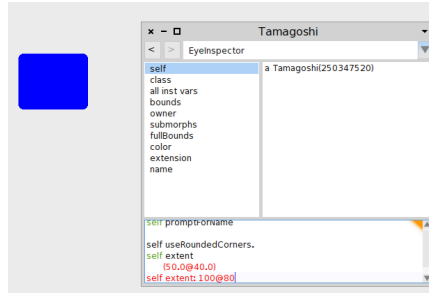 Tamagoshi
< > EyeInspector
self
class
all inst vars
bounds
owner
submorphs
fullBounds
color
extension
name
a Tamagoshi(250347520)
self promptForName
self useRoundedCorners.
self extent
(50.0@40.0)
self extent: 100@80